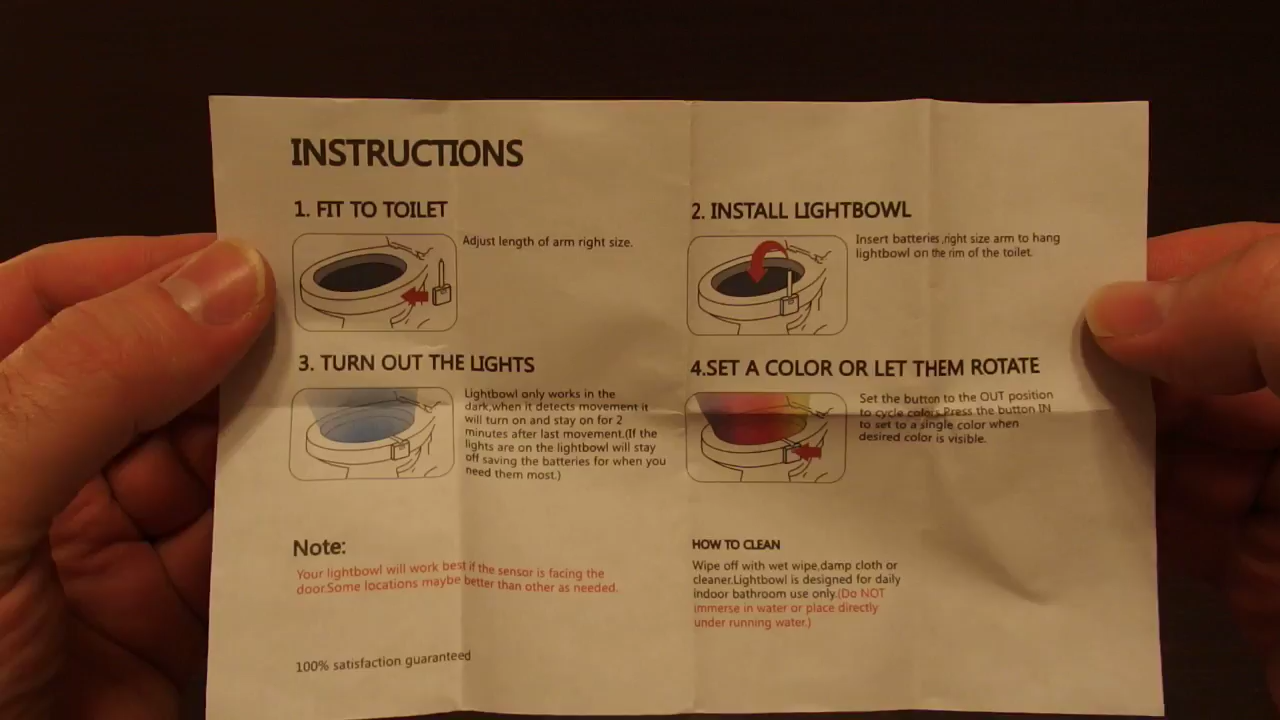 INSTRUCTIONS
1. FIT TO TOILET
Adjust length of arm right size.
2. INSTALL LIGHTBOWL
Insert batteries,right size arm to hang
lightbowl on the rim of the toilet.
3. TURN OUT THE LIGHTS
Lightbowl only works in the
dark,when it detects movement it
will turn on and stay on for 2
minutes after last movement.(If the
lights are on the lightbowl will stay
off saving the batteries for when you
need them most.)
4.SET A COLOR OR LET THEM ROTATE
Set the button to the OUT position
to cycle colors.Press the button IN
to set to a single color when
desired color is visible.
Note:
Your lightbowl will work best if the sensor is facing the
door.Some locations maybe better than other as needed.
100% satisfaction guaranteed
HOW TO CLEAN
Wipe off with wet wipe,damp cloth or
cleaner.Lightbowl is designed for daily
indoor bathroom use only.(Do NOT
immerse in water or place directly
under running water.)